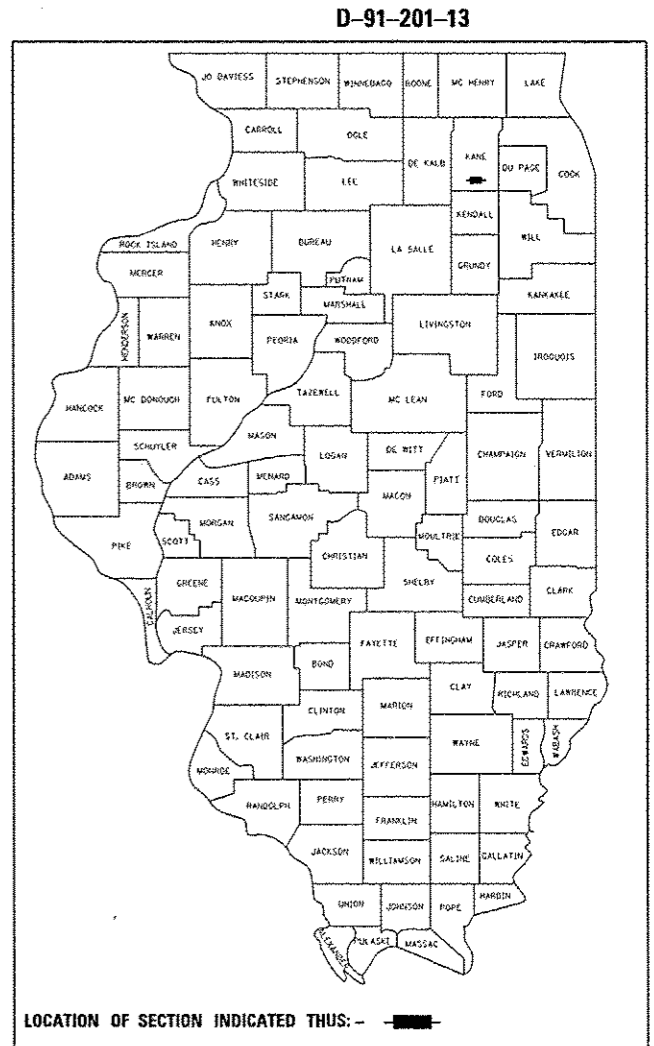 D-91-201-13
JO DAVIESS STEPHENSON WINNEBAGO BOONE MC HENRY LAKE
CARROLL OGLE DE KALB KANE DU PAGE COOK
WHITESIDE LEE KENDALL WILL
ROCK ISLAND HENRY BUREAU LA SALLE GRUNDY
MERCER PUTNAM KANKAKEE
HENDERSON WARREN KNOX STARK MARSHALL LIVINGSTON
PEORIA WOODFORD IROQUOIS
HANCOCK MC DONOUGH FULTON TAZEWELL MC LEAN FORD
SCHUYLER MASON
ADAMS BROWN CASS MENARD LOGAN DE WITT PIATT CHAMPAIGN VERMILION
MACON
PIKE SCOTT MORGAN SANGAMON MOULTRIE DOUGLAS EDGAR
CHRISTIAN COLES
CALHOUN GREENE MACOUPIN MONTGOMERY SHELBY CUMBERLAND CLARK
JERSEY FAYETTE EFFINGHAM JASPER CRAWFORD
MADISON BOND CLAY RICHLAND LAWRENCE
CLINTON MARION
ST. CLAIR WAYNE EDWARDS WABASH
MONROE WASHINGTON JEFFERSON
RANDOLPH PERRY HAMILTON WHITE
FRANKLIN
JACKSON WILLIAMSON SALINE GALLATIN
UNION JOHNSON POPE HARDIN
ALEXANDER PULASKI MASSAC
LOCATION OF SECTION INDICATED THUS: -